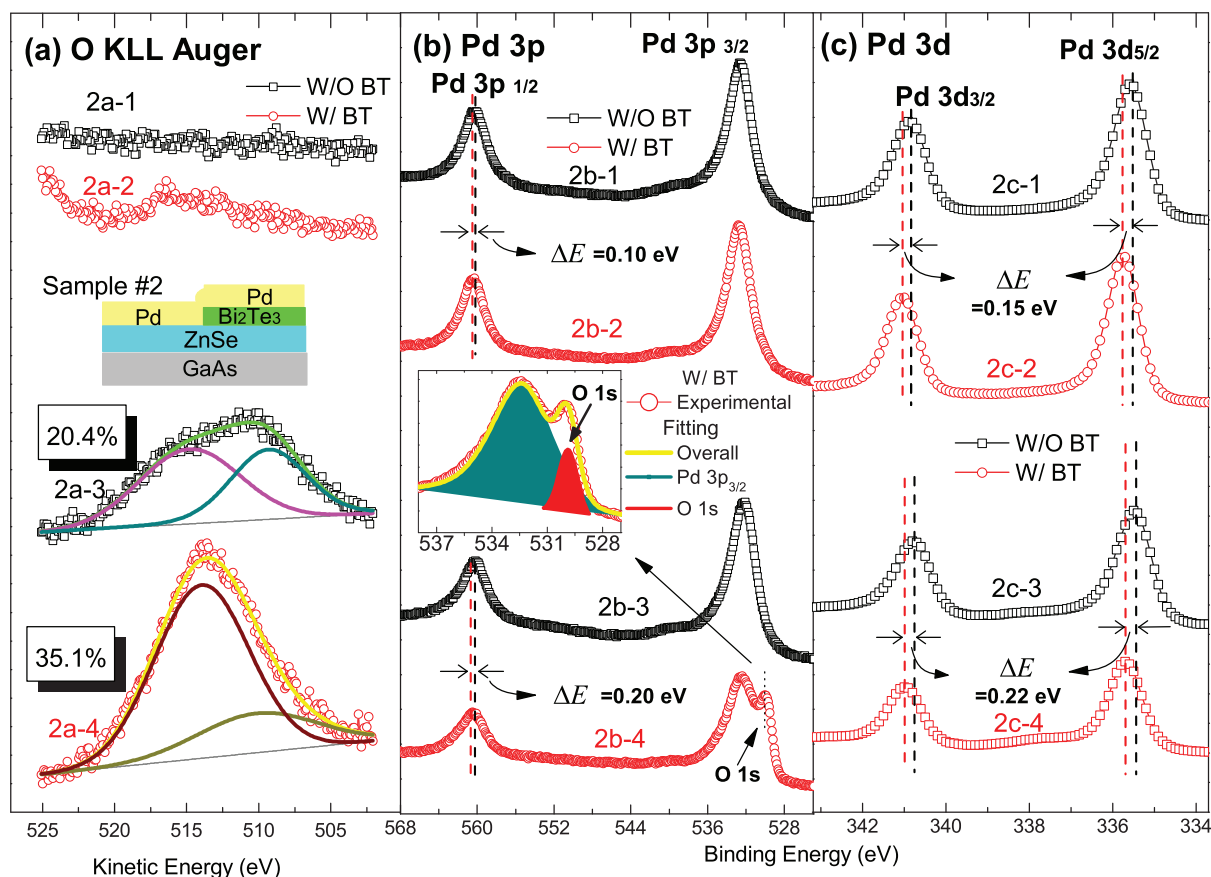 (a) O KLL Auger
W/O BT
W/ BT
2a-1
2a-2
Sample #2
Pd
Pd
Bi2Te3
ZnSe
GaAs
20.4%
2a-3
35.1%
2a-4
525 520 515 510 505
Kinetic Energy (eV)
(b) Pd 3p
Pd 3p 3/2
Pd 3p 1/2
W/O BT
W/ BT
2b-1
ΔE =0.10 eV
2b-2
W/ BT
Experimental
Fitting
Overall
Pd 3p3/2
O 1s
O 1s
537 534 531 528
2b-3
ΔE =0.20 eV
2b-4
O 1s
568 560 552 544 536 528
Binding Energy (eV)
(c) Pd 3d
Pd 3d5/2
Pd 3d3/2
2c-1
ΔE
=0.15 eV
2c-2
W/O BT
W/ BT
2c-3
ΔE
=0.22 eV
2c-4
342 340 338 336 334